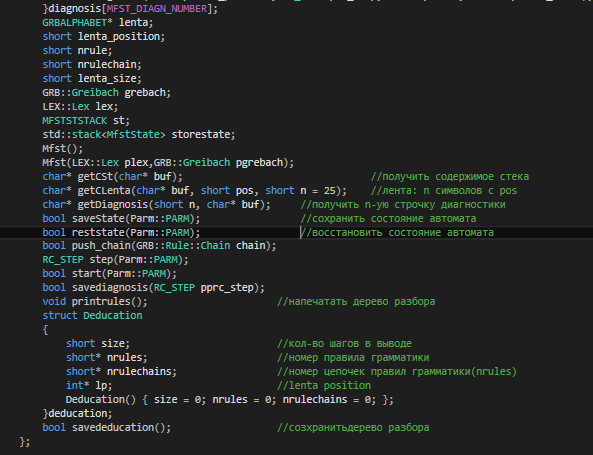 }diagnosis[MFST_DIAGN_NUMBER];
GRBALPHABET* lenta;
short lenta_position;
short nrule;
short nrulechain;
short lenta_size;
GRB::Greibach grebach;
LEX::Lex lex;
MFSTSTSTACK st;
std::stack<MfstState> storestate;
Mfst();
Mfst(LEX::Lex plex,GRB::Greibach pgrebach);
char* getCSt(char* buf); //получить содержимое стека
char* getCLenta(char* buf, short pos, short n = 25); //лента: n символов с pos
char* getDiagnosis(short n, char* buf); //получить n-ую строчку диагностики
bool saveState(Parm::PARM); //сохранить состояние автомата
bool reststate(Parm::PARM); //восстановить состояние автомата
bool push_chain(GRB::Rule::Chain chain);
RC_STEP step(Parm::PARM);
bool start(Parm::PARM);
bool savediagnosis(RC_STEP pprc_step);
void printrules(); //напечатать дерево разбора
struct Deducation
{
short size; //кол-во шагов в выводе
short* nrules; //номер правила грамматики
short* nrulechains; //номер цепочек правил грамматики(nrules)
int* lp; //lenta position
Deducation() { size = 0; nrules = 0; nrulechains = 0; };
}deducation;
bool savededucation(); //созхранитьдерево разбора
};